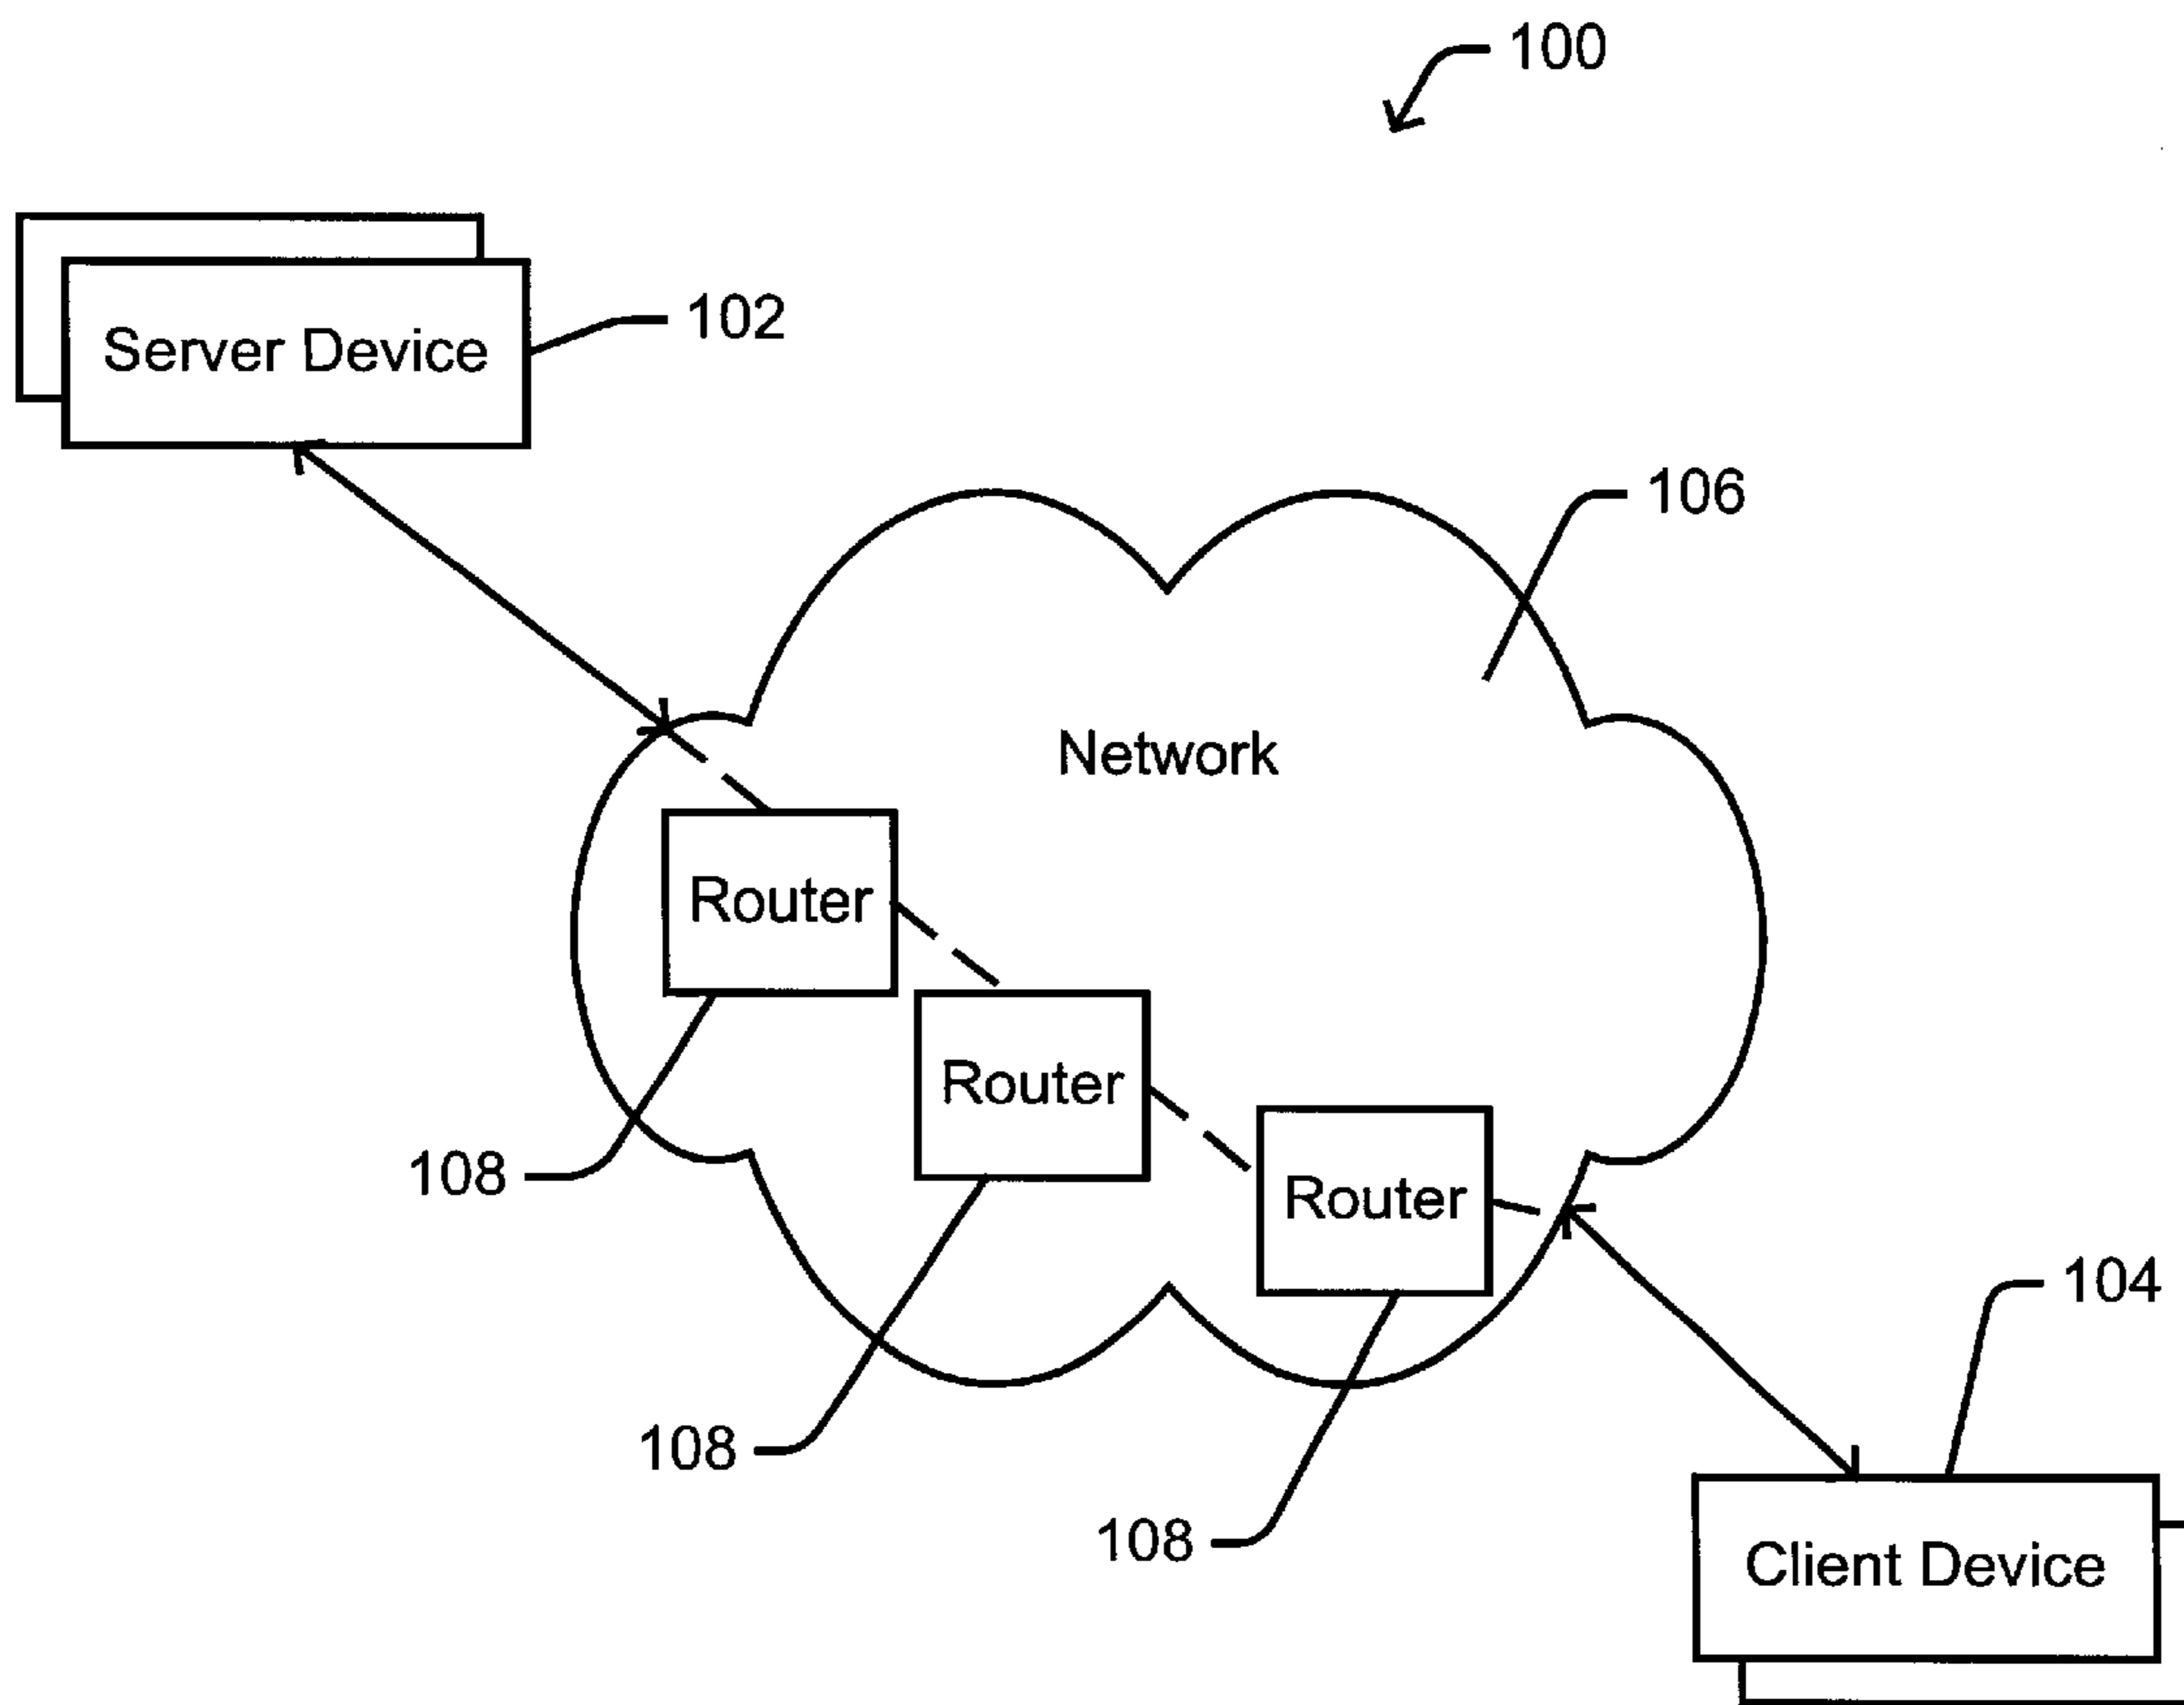 100
Server Device
102
106
Network
Router
Router
108
Router
104
108
108
Client Device